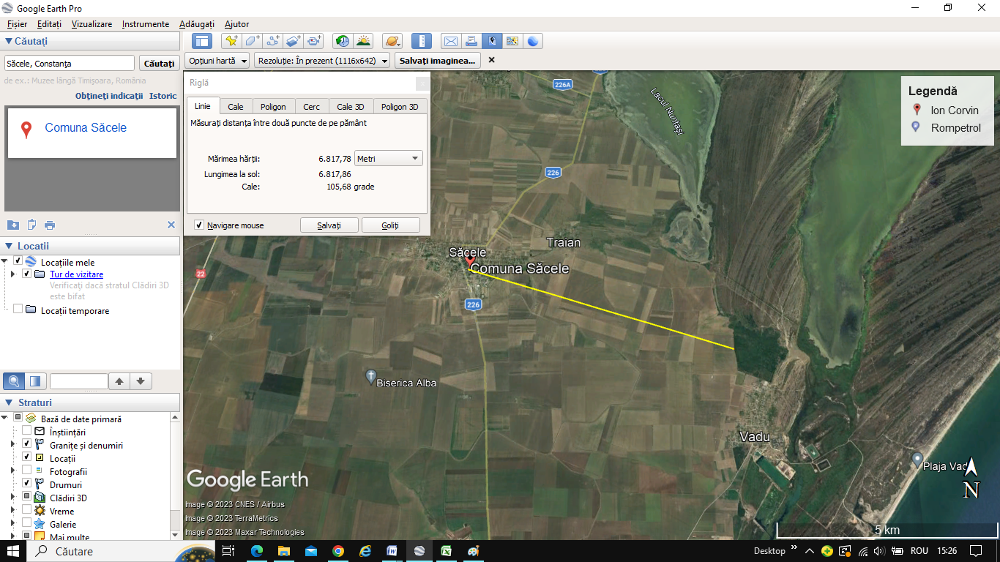 Google Earth Pro
Fișier Editați Vizualizare Instrumente Adăugați Ajutor
Căutați
Săcele, Constanța Căutați
de ex.: Muzee lângă Timișoara, România
Obțineți indicații Istoric
Comuna Săcele
Locatii
Locațiile mele
Tur de vizitare
Verificați dacă stratul Clădiri 3D
este bifat
Locații temporare
Straturi
Bază de date primară
Înștiințări
Granițe și denumiri
Locații
Fotografii
Drumuri
Clădiri 3D
Vreme
Galerie
Mai multe
Opțiuni hartă Rezoluție: În prezent (1116x642) Salvați imaginea...
Riglă
Linie Cale Poligon Cerc Cale 3D Poligon 3D
Măsurați distanța între două puncte de pe pământ
Mărimea hărții: 6.817,78 Metri
Lungimea la sol: 6.817,86
Cale: 105,68 grade
Navigare mouse Salvați Goliți
226A
Lacul Nuntași
Legendă
Ion Corvin
Rompetrol
226
Traian
Săcele
Comuna Săcele
22
226
Biserica Alba
Vadu
Plaja Vad
N
Google Earth
Image © 2023 CNES / Airbus
Image © 2023 TerraMetrics
Image © 2023 Maxar Technologies
5 km
Căutare
Desktop ROU 15:26